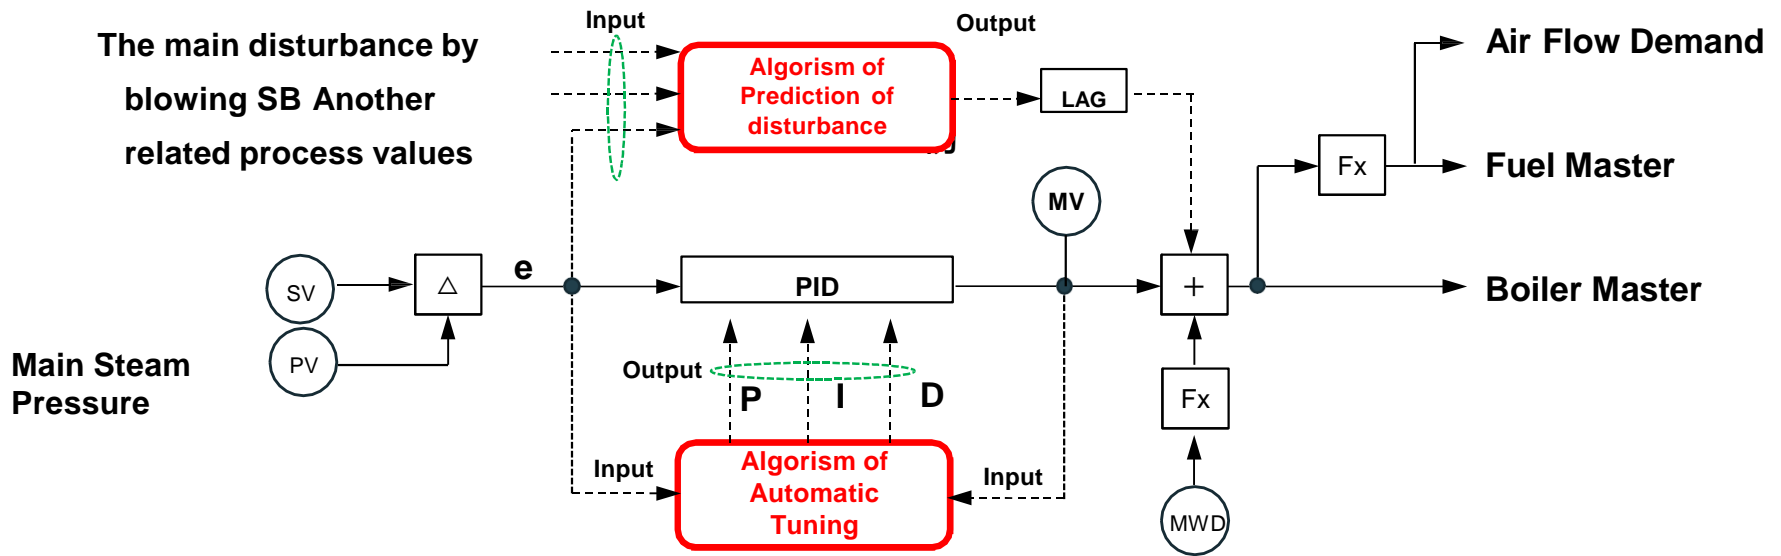 Input
Output
The main disturbance by
blowing SB Another
related process values
Algorism of
Prediction of
disturbance
LAG
Air Flow Demand
Fx
Fuel Master
MV
SV
△
e
PID
+
Boiler Master
PV
Main Steam
Pressure
Output
P
I
D
Fx
Input
Algorism of
Automatic
Tuning
Input
MWD